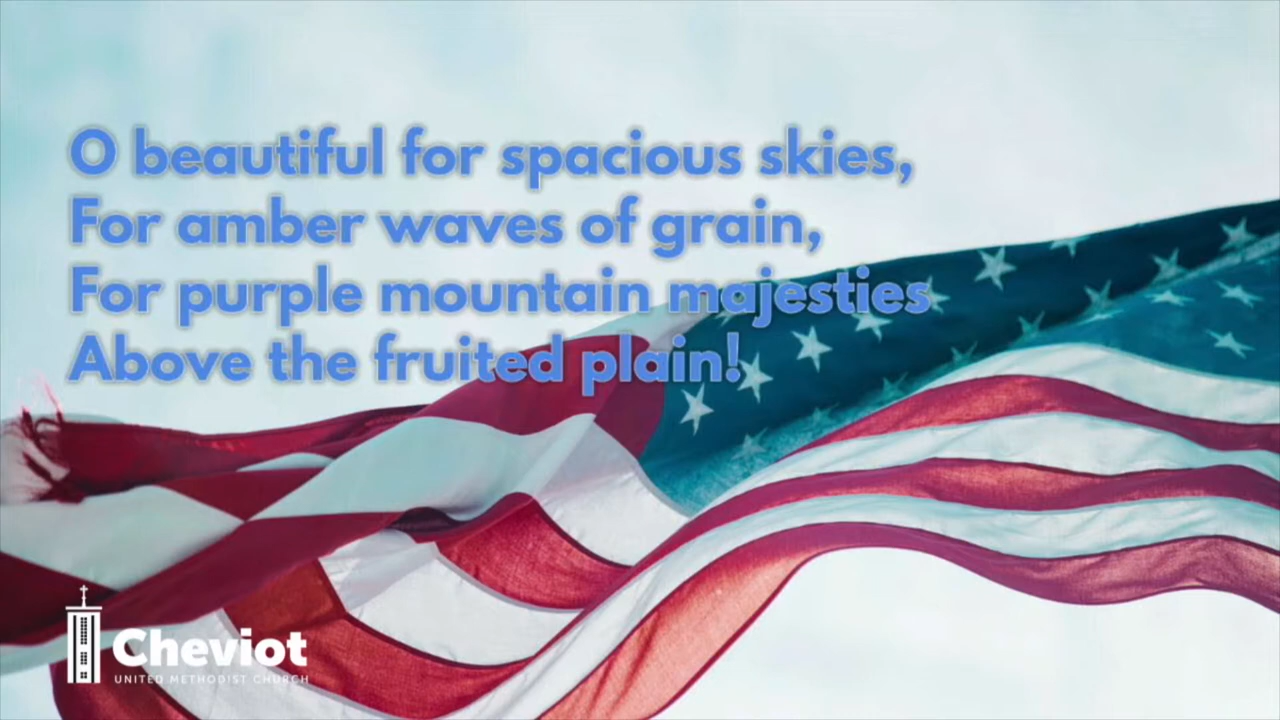 O beautiful for spacious skies,
For amber waves of grain,
For purple mountain majesties
Above the fruited plain!
Cheviot
UNITED METHODIST CHURCH